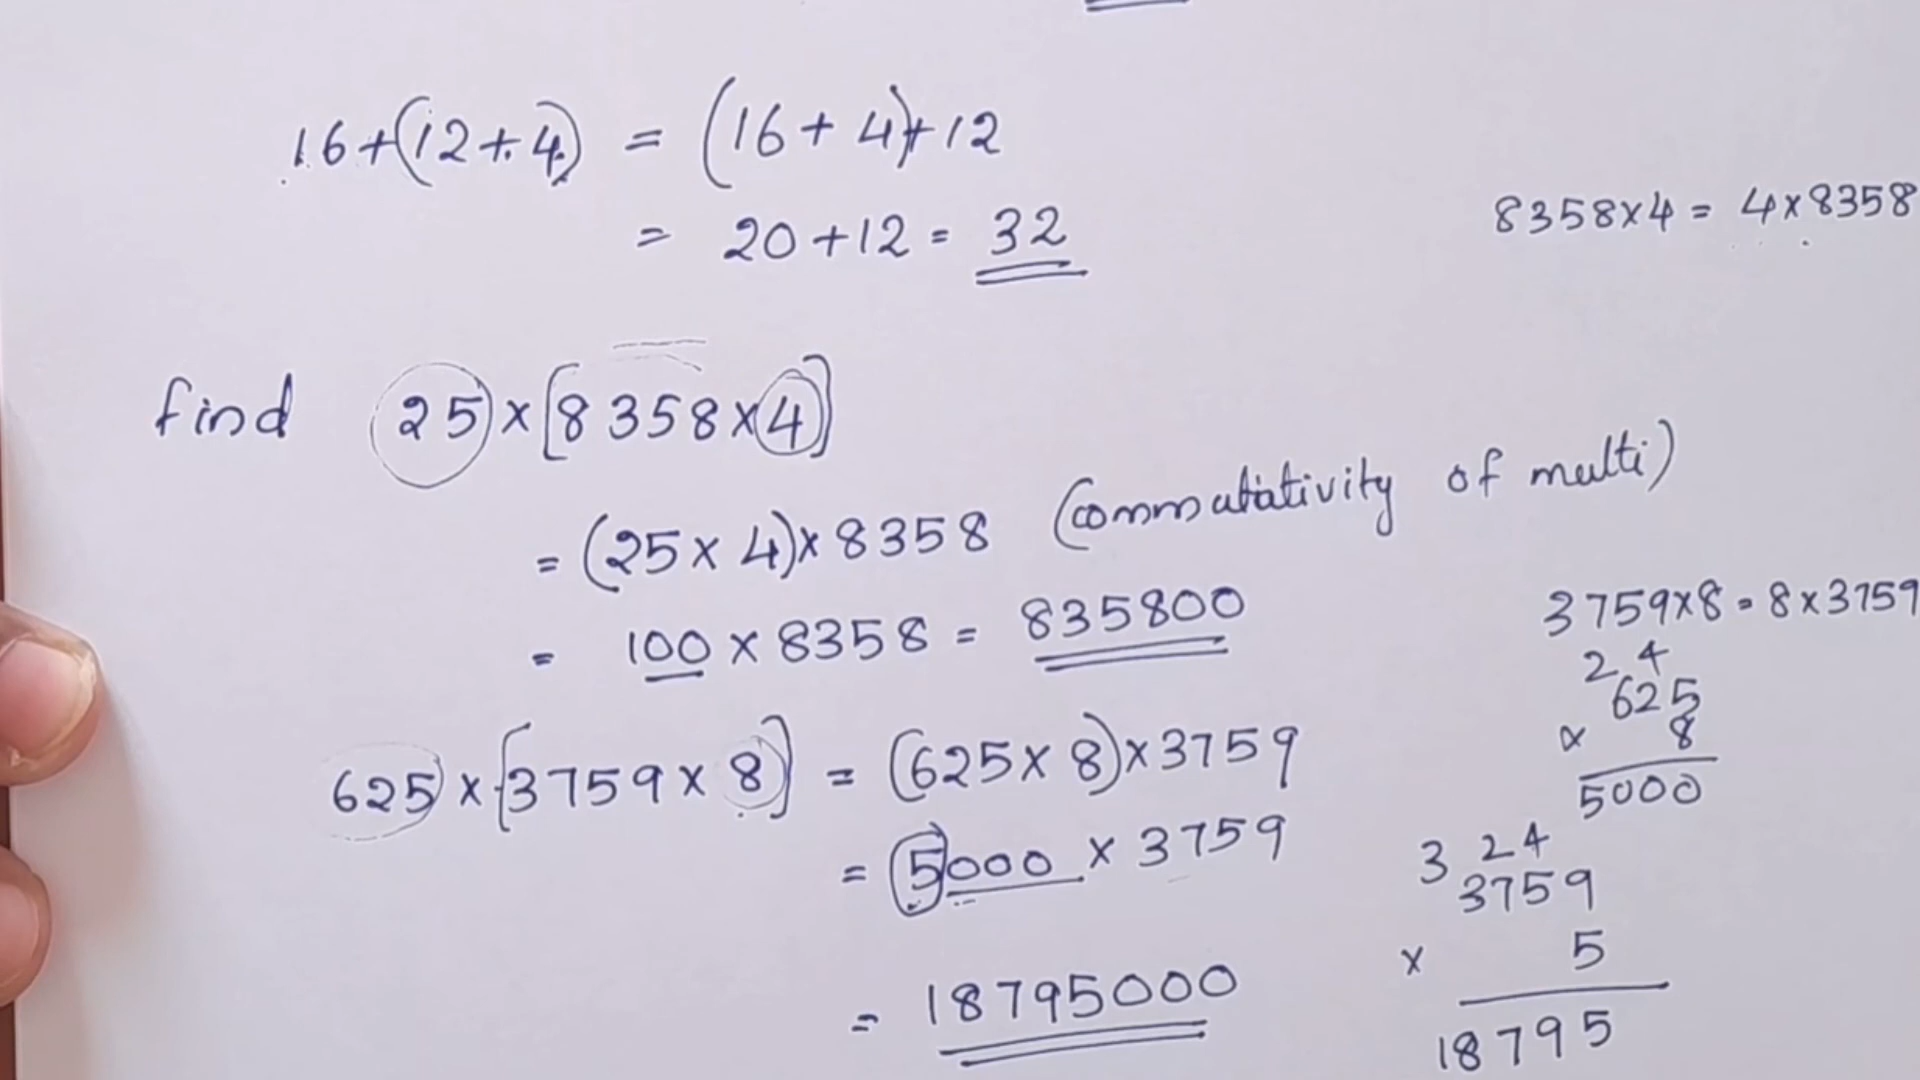 16+(12+4) = (16+4)+12
= 20+12 = 32
8358×4 = 4×8358
find 25×[8358×4]
= (25×4)×8358 (commutativity of multi)
= 100×8358 = 835800
3759×8 = 8×3759
625×[3759×8] = (625×8)×3759
= 5000×3759
= 18795000
2 4
625
× 8
5000
3 2 4
3759
× 5
18795